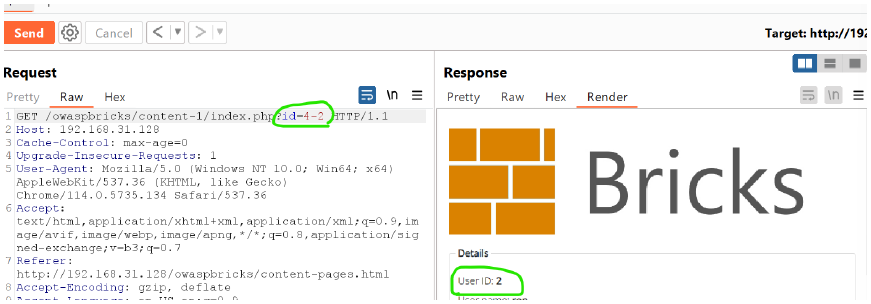 Send
Cancel
<
>
Target: http://192
Request
Pretty
Raw
Hex
\n
1 GET /owaspbricks/content-1/index.php?id=4-2 HTTP/1.1
2 Host: 192.168.31.128
3 Cache-Control: max-age=0
4 Upgrade-Insecure-Requests: 1
5 User-Agent: Mozilla/5.0 (Windows NT 10.0; Win64; x64)
AppleWebKit/537.36 (KHTML, like Gecko)
Chrome/114.0.5735.134 Safari/537.36
6 Accept:
text/html,application/xhtml+xml,application/xml;q=0.9,im
age/avif,image/webp,image/apng,*/*;q=0.8,application/sig
ned-exchange;v=b3;q=0.7
7 Referer:
http://192.168.31.128/owaspbricks/content-pages.html
8 Accept-Encoding: gzip, deflate
Response
Pretty
Raw
Hex
Render
\n
Bricks
Details
User ID: 2